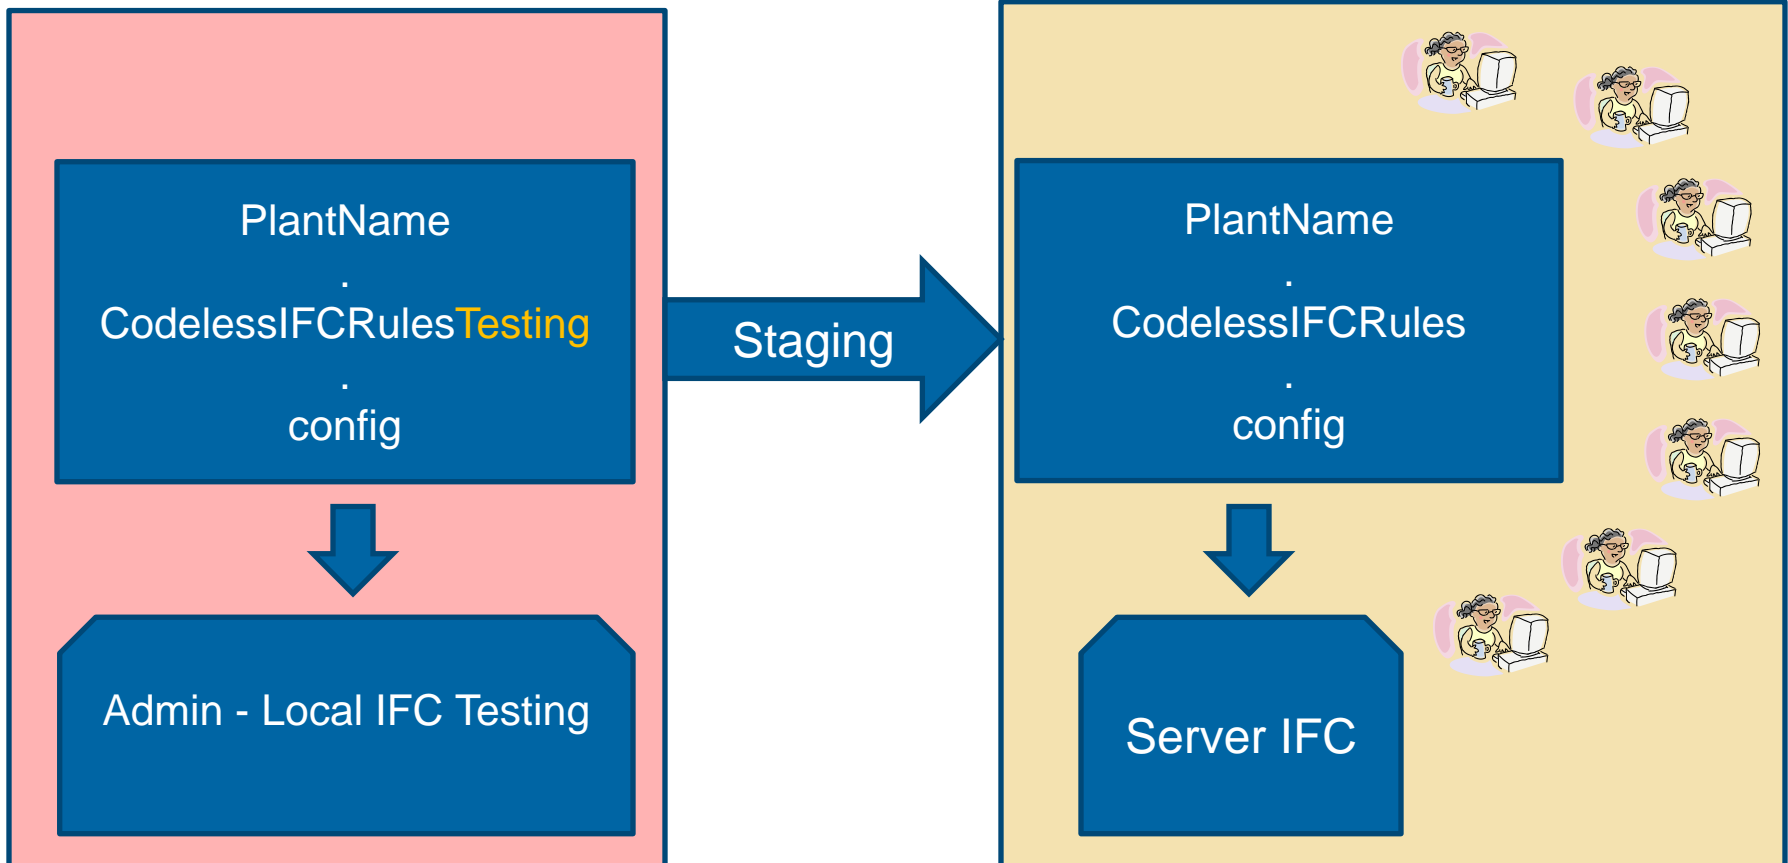 PlantName
.
CodelessIFCRulesTesting
.
config
Admin - Local IFC Testing
Staging
PlantName
.
CodelessIFCRules
.
config
Server IFC